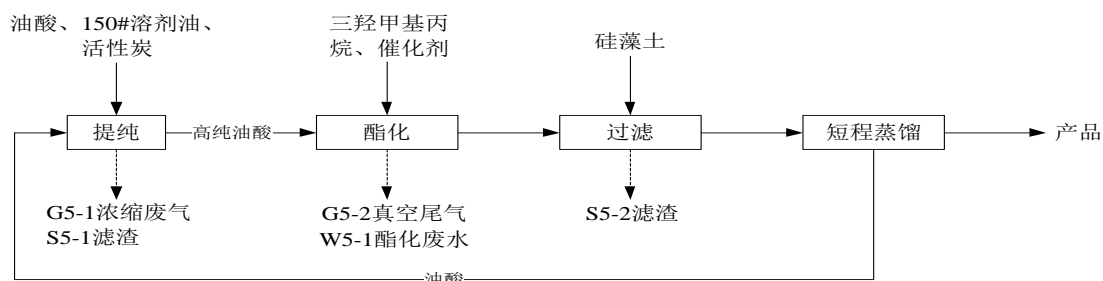 油酸、150#溶剂油、
活性炭
三羟甲基丙
烷、催化剂
硅藻土
提纯
高纯油酸
酯化
过滤
短程蒸馏
产品
G5-1浓缩废气
S5-1滤渣
G5-2真空尾气
W5-1酯化废水
S5-2滤渣
油酸